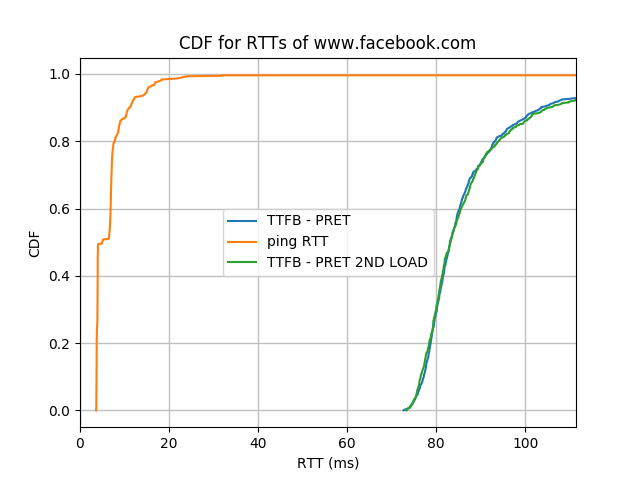 CDF for RTTs of www.facebook.com
1.0
0.8
0.6
0.4
0.2
0.0
CDF
TTFB - PRET
ping RTT
TTFB - PRET 2ND LOAD
0 20 40 60 80 100
RTT (ms)